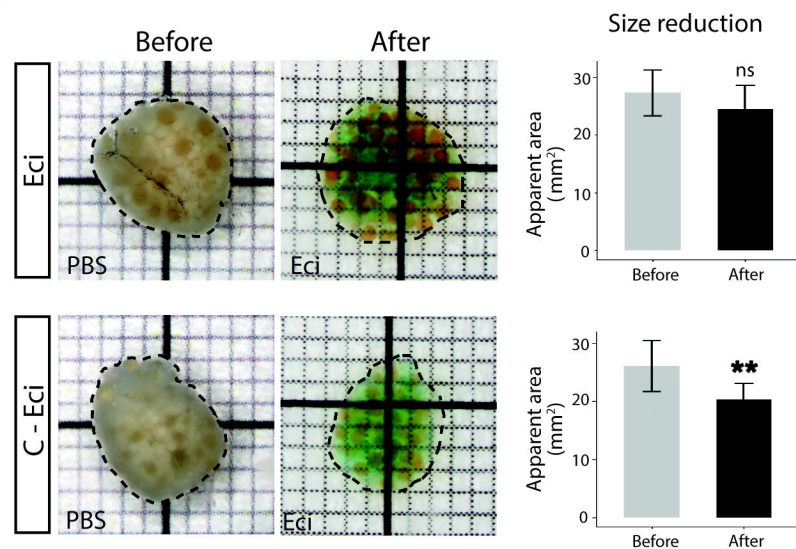 Before
After
Size reduction
Eci
PBS
Eci
Apparent area
(mm²)
30
20
10
0
ns
Before
After
C - Eci
PBS
Eci
Apparent area
(mm²)
30
20
10
0
**
Before
After